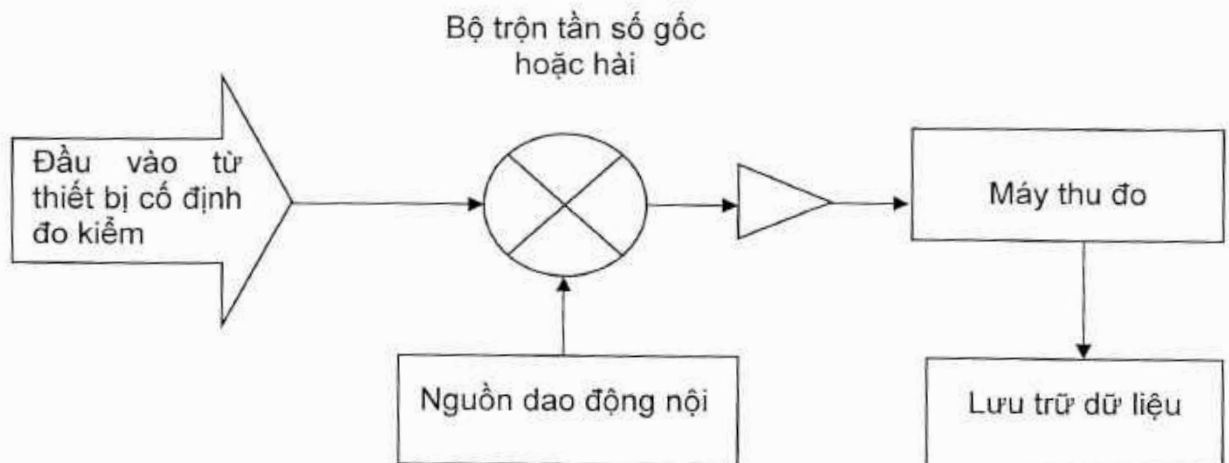 Bộ trộn tần số gốc
hoặc hài
Đầu vào từ
thiết bị cố định
đo kiểm
Máy thu đo
Nguồn dao động nội
Lưu trữ dữ liệu